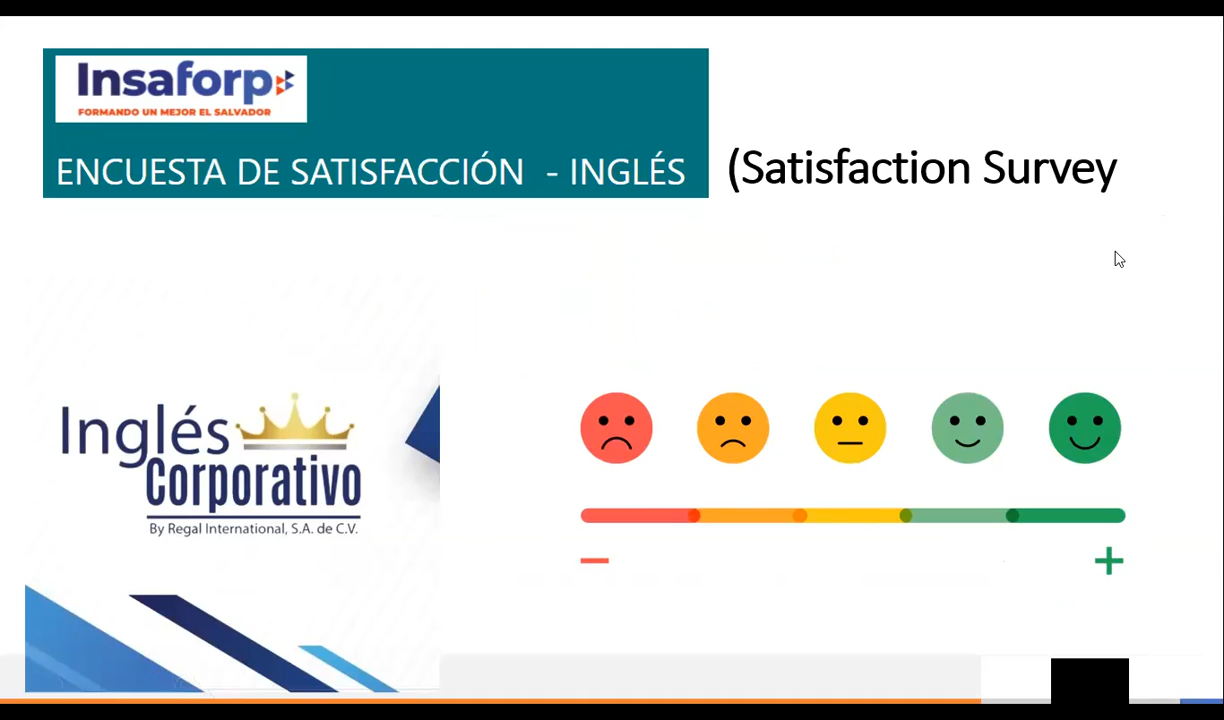 Insaforp
FORMANDO UN MEJOR EL SALVADOR
ENCUESTA DE SATISFACCIÓN - INGLÉS
(Satisfaction Survey
Inglés
Corporativo
By Regal International, S.A. de C.V.